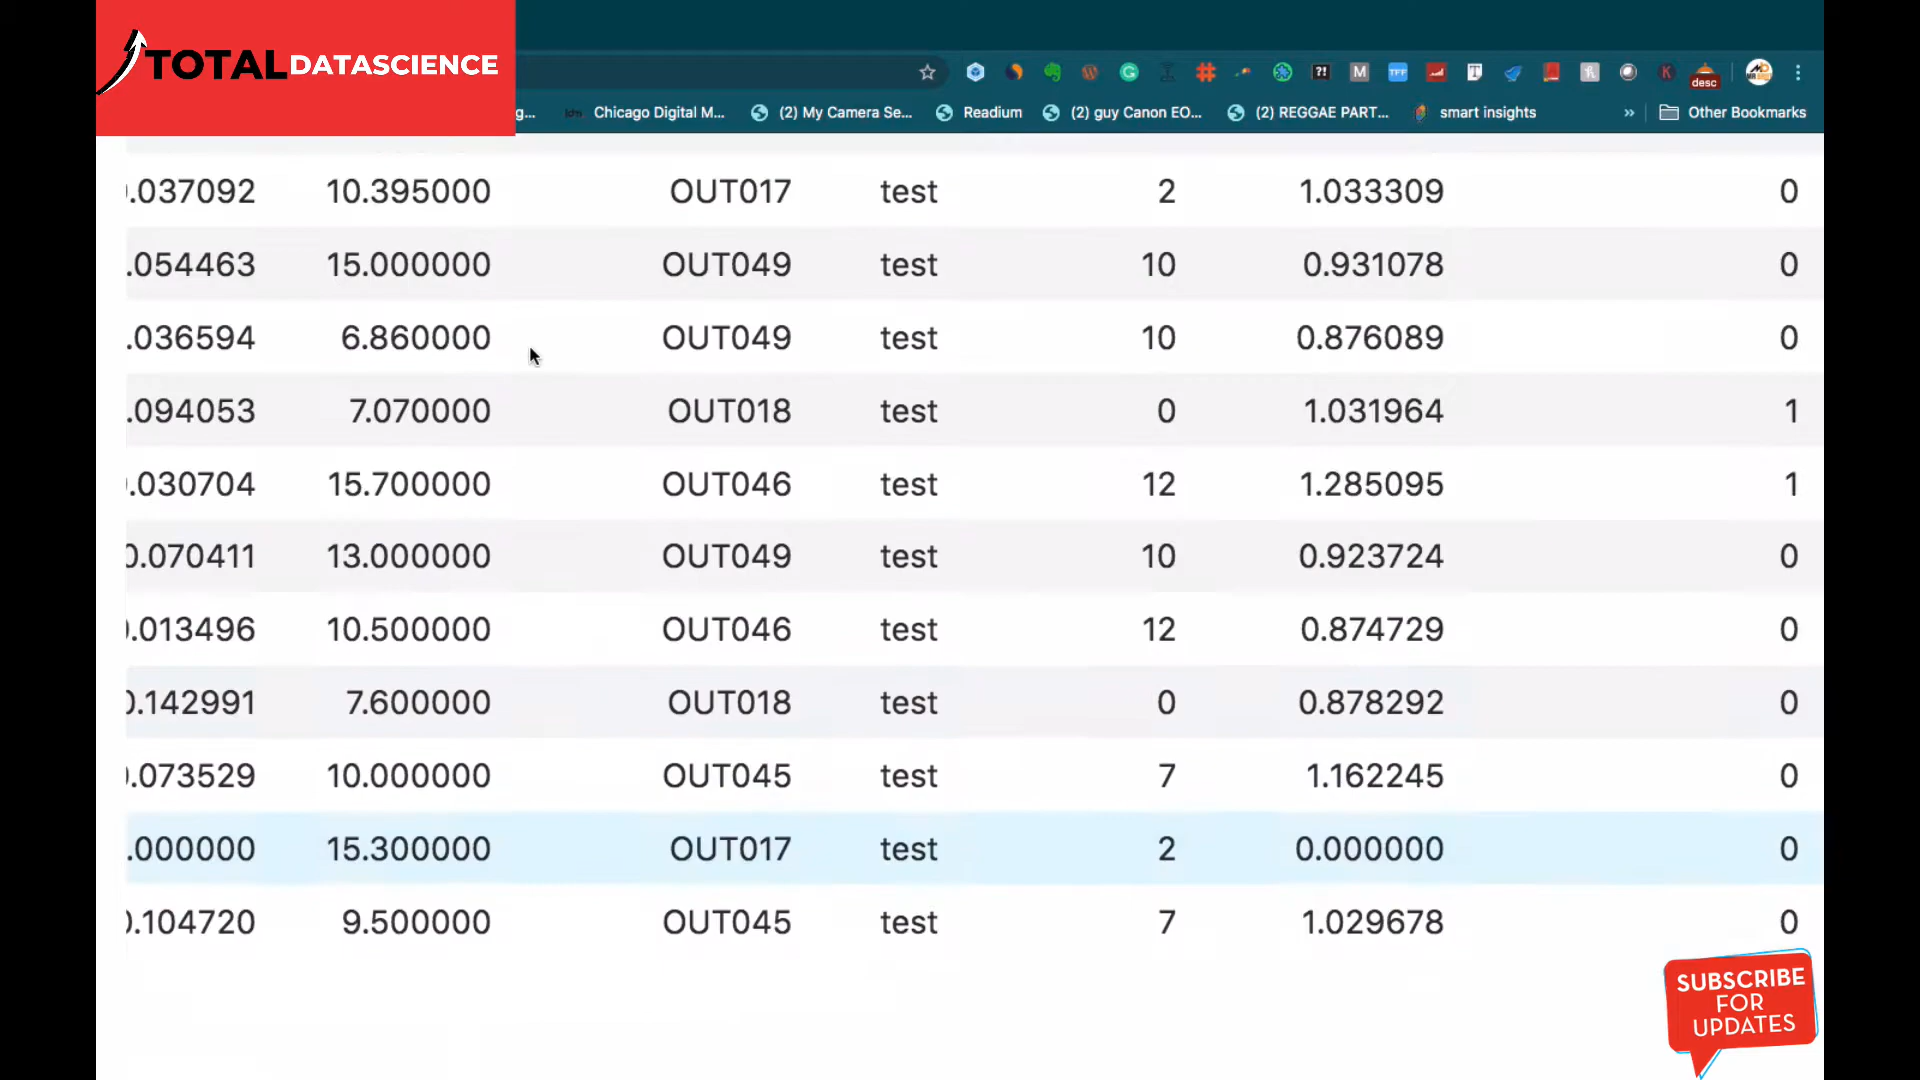 TOTALDATASCIENCE
g... Chicago Digital M... (2) My Camera Se... Readium (2) guy Canon EO... (2) REGGAE PART... smart insights » Other Bookmarks
desc
.037092 10.395000 OUT017 test 2 1.033309 0
.054463 15.000000 OUT049 test 10 0.931078 0
.036594 6.860000 OUT049 test 10 0.876089 0
.094053 7.070000 OUT018 test 0 1.031964 1
.030704 15.700000 OUT046 test 12 1.285095 1
0.070411 13.000000 OUT049 test 10 0.923724 0
.013496 10.500000 OUT046 test 12 0.874729 0
0.142991 7.600000 OUT018 test 0 0.878292 0
.073529 10.000000 OUT045 test 7 1.162245 0
.000000 15.300000 OUT017 test 2 0.000000 0
0.104720 9.500000 OUT045 test 7 1.029678 0
SUBSCRIBE
FOR
UPDATES